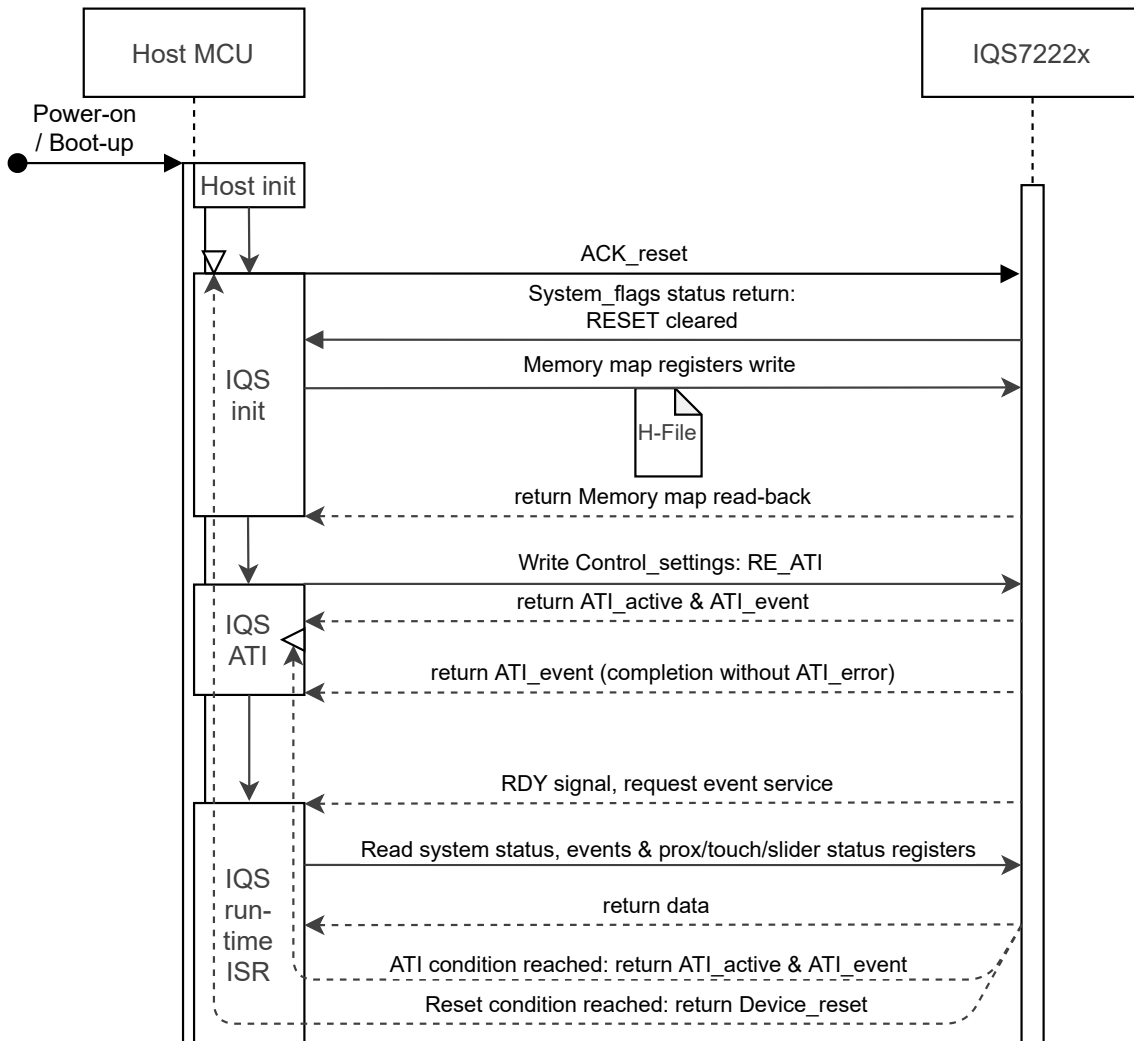 Host MCU
IQS7222x
Power-on
/ Boot-up
Host init
ACK_reset
System_flags status return:
RESET cleared
Memory map registers write
IQS
init
H-File
return Memory map read-back
Write Control_settings: RE_ATI
return ATI_active & ATI_event
IQS
ATI
return ATI_event (completion without ATI_error)
RDY signal, request event service
Read system status, events & prox/touch/slider status registers
IQS
run-
time
ISR
return data
ATI condition reached: return ATI_active & ATI_event
Reset condition reached: return Device_reset